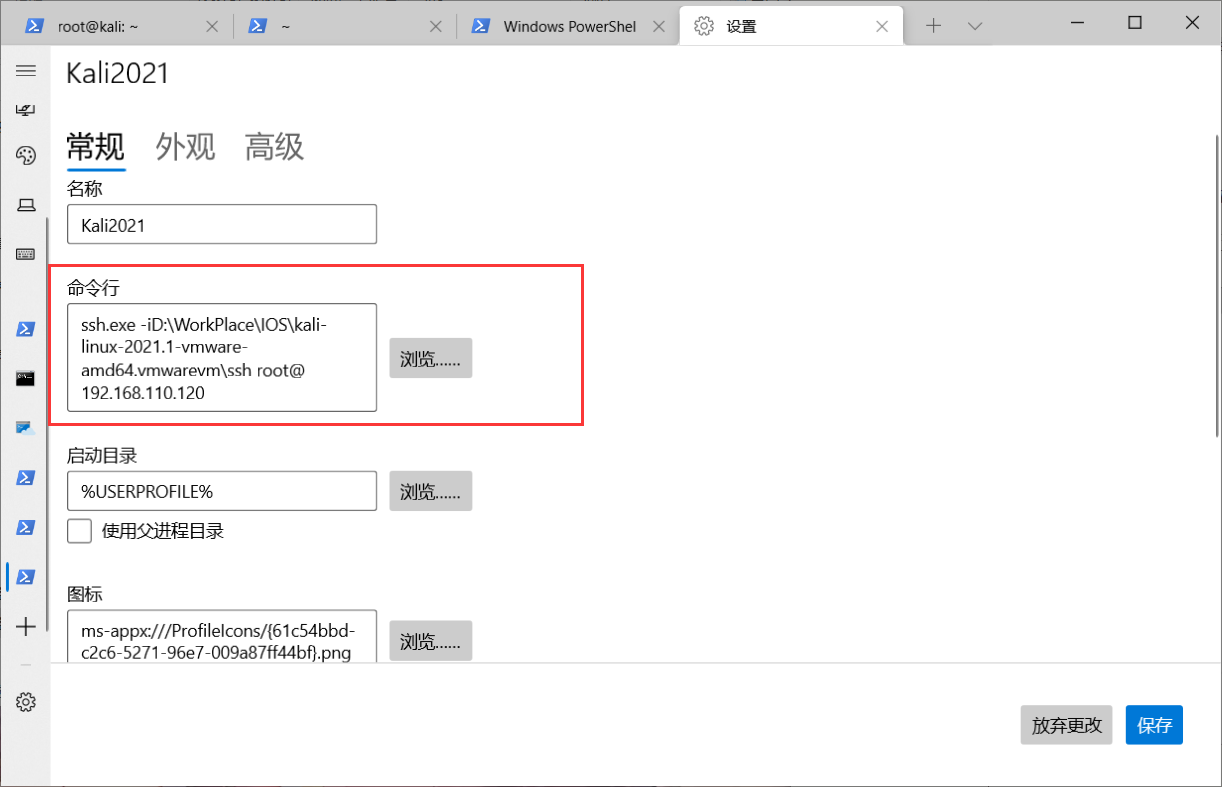 root@kali: ~
~
Windows PowerShel
设置
Kali2021
常规 外观 高级
名称
Kali2021
命令行
ssh.exe -iD:\WorkPlace\IOS\kali-
linux-2021.1-vmware-
amd64.vmwarevm\ssh root@
192.168.110.120
浏览......
启动目录
%USERPROFILE%
浏览......
使用父进程目录
图标
ms-appx:///ProfileIcons/{61c54bbd-
c2c6-5271-96e7-009a87ff44bf}.png
浏览......
放弃更改
保存